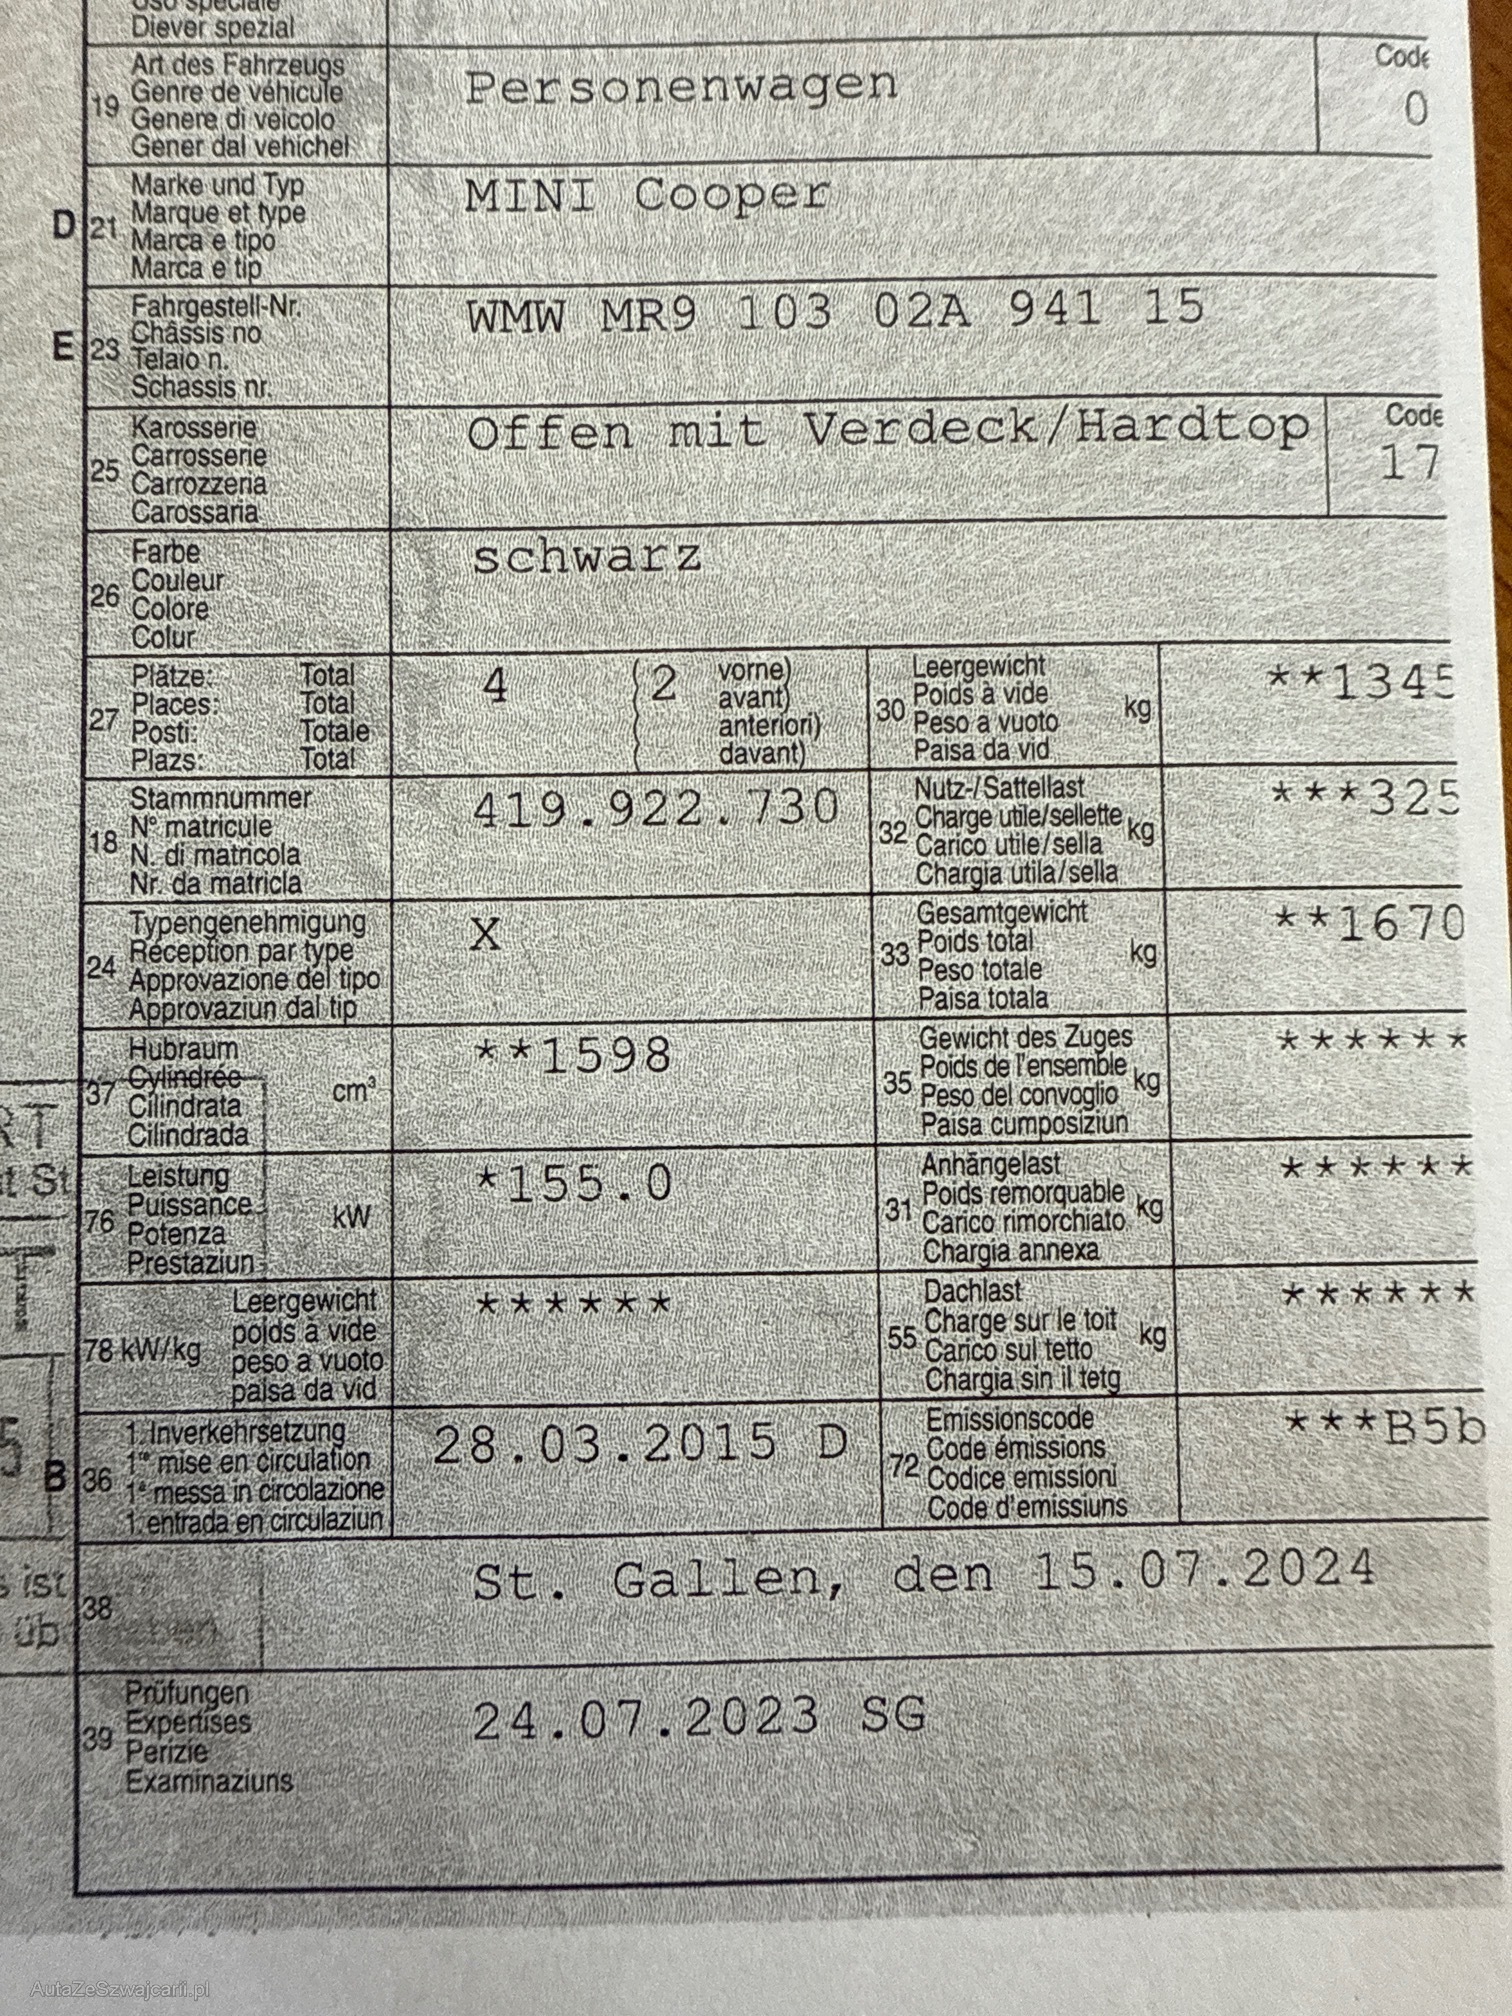 Diever spezial
19 Art des Fahrzeugs
Genre de véhicule
Genere di veicolo
Gener dal vehichel
Personenwagen
Code
0
D 21 Marke und Typ
Marque et type
Marca e tipo
Marca e tip
MINI Cooper
E 23 Fahrgestell-Nr.
Châssis no
Telaio n.
Schassis nr.
WMW MR9 103 02A 941 15
25 Karosserie
Carrosserie
Carrozzeria
Carossaria
Offen mit Verdeck/Hardtop
Code
17
26 Farbe
Couleur
Colore
Colur
schwarz
27 Plätze: Total
Places: Total
Posti: Totale
Plazs: Total
4 (2 vorne)
( avant)
( anteriori)
( davant)
30 Leergewicht
Poids à vide
Peso a vuoto
Paisa da vid
kg
**1345
18 Stammnummer
N° matricule
N. di matricola
Nr. da matricla
419.922.730
32 Nutz-/Sattellast
Charge utile/sellette
Carico utile/sella
Chargia utila/sella
kg
***325
24 Typengenehmigung
Réception par type
Approvazione del tipo
Approvaziun dal tip
X
33 Gesamtgewicht
Poids total
Peso totale
Paisa totala
kg
**1670
37 Hubraum
Cylindrée
Cilindrata
Cilindrada
cm³
**1598
35 Gewicht des Zuges
Poids de l'ensemble
Peso del convoglio
Paisa cumposiziun
kg
******
76 Leistung
Puissance
Potenza
Prestaziun
kW
*155.0
31 Anhängelast
Poids remorquable
Carico rimorchiato
Chargia annexa
kg
******
78 kW/kg
Leergewicht
poids à vide
peso a vuoto
paisa da vid
******
55 Dachlast
Charge sur le toit
Carico sul tetto
Chargia sin il tetg
kg
******
B 36 1. Inverkehrsetzung
1re mise en circulation
1a messa in circolazione
1. entrada en circulaziun
28.03.2015 D
72 Emissionscode
Code émissions
Codice emissioni
Code d'emissiuns
***B5b
38
St. Gallen, den 15.07.2024
39 Prüfungen
Expertises
Perizie
Examinaziuns
24.07.2023 SG
ist
üb
AutaZeSzwajcarii.pl